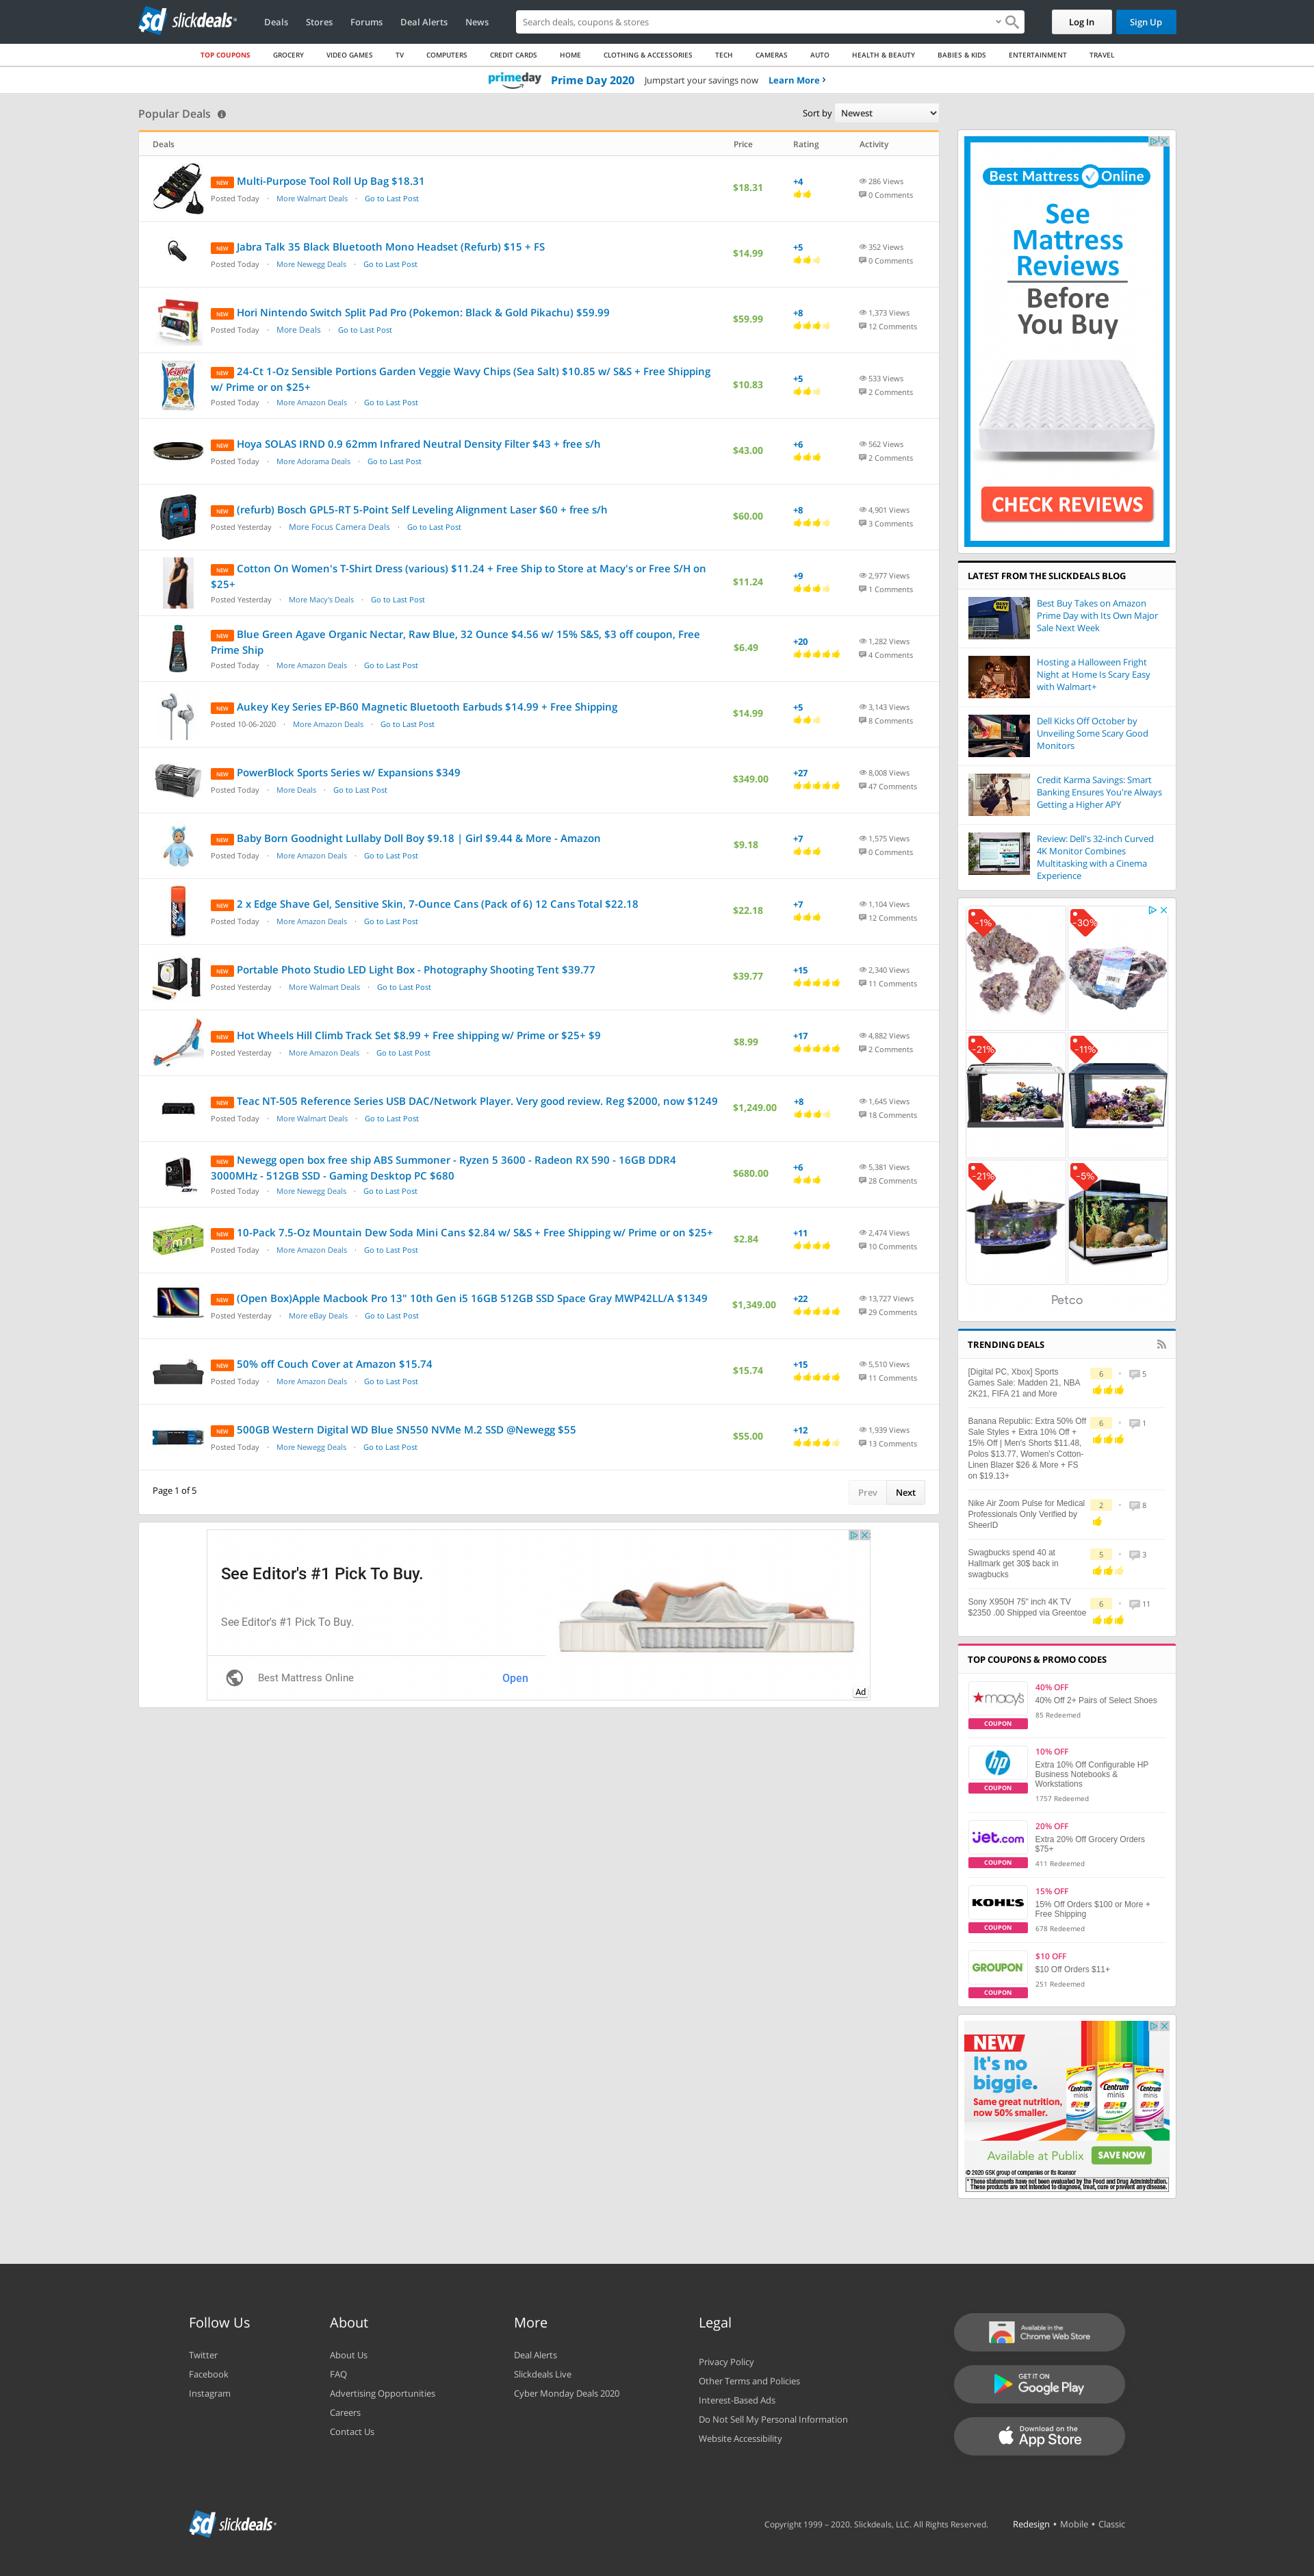 slickdeals
Deals Stores Forums Deal Alerts News
Search deals, coupons & stores
Log In Sign Up
TOP COUPONS GROCERY VIDEO GAMES TV COMPUTERS CREDIT CARDS HOME CLOTHING & ACCESSORIES TECH CAMERAS AUTO HEALTH & BEAUTY BABIES & KIDS ENTERTAINMENT TRAVEL
primeday Prime Day 2020 Jumpstart your savings now Learn More
Popular Deals
Sort by Newest
Deals Price Rating Activity
NEW Multi-Purpose Tool Roll Up Bag $18.31
Posted Today · More Walmart Deals · Go to Last Post
$18.31
+4
286 Views
0 Comments
NEW Jabra Talk 35 Black Bluetooth Mono Headset (Refurb) $15 + FS
Posted Today · More Newegg Deals · Go to Last Post
$14.99
+5
352 Views
0 Comments
NEW Hori Nintendo Switch Split Pad Pro (Pokemon: Black & Gold Pikachu) $59.99
Posted Today · More Deals · Go to Last Post
$59.99
+8
1,373 Views
12 Comments
NEW 24-Ct 1-Oz Sensible Portions Garden Veggie Wavy Chips (Sea Salt) $10.85 w/ S&S + Free Shipping
w/ Prime or on $25+
Posted Today · More Amazon Deals · Go to Last Post
$10.83
+5
533 Views
2 Comments
NEW Hoya SOLAS IRND 0.9 62mm Infrared Neutral Density Filter $43 + free s/h
Posted Today · More Adorama Deals · Go to Last Post
$43.00
+6
562 Views
2 Comments
NEW (refurb) Bosch GPL5-RT 5-Point Self Leveling Alignment Laser $60 + free s/h
Posted Yesterday · More Focus Camera Deals · Go to Last Post
$60.00
+8
4,901 Views
3 Comments
NEW Cotton On Women's T-Shirt Dress (various) $11.24 + Free Ship to Store at Macy's or Free S/H on
$25+
Posted Yesterday · More Macy's Deals · Go to Last Post
$11.24
+9
2,977 Views
1 Comments
NEW Blue Green Agave Organic Nectar, Raw Blue, 32 Ounce $4.56 w/ 15% S&S, $3 off coupon, Free
Prime Ship
Posted Today · More Amazon Deals · Go to Last Post
$6.49
+20
1,282 Views
4 Comments
NEW Aukey Key Series EP-B60 Magnetic Bluetooth Earbuds $14.99 + Free Shipping
Posted 10-06-2020 · More Amazon Deals · Go to Last Post
$14.99
+5
3,143 Views
8 Comments
NEW PowerBlock Sports Series w/ Expansions $349
Posted Today · More Deals · Go to Last Post
$349.00
+27
8,008 Views
47 Comments
NEW Baby Born Goodnight Lullaby Doll Boy $9.18 | Girl $9.44 & More - Amazon
Posted Today · More Amazon Deals · Go to Last Post
$9.18
+7
1,575 Views
0 Comments
NEW 2 x Edge Shave Gel, Sensitive Skin, 7-Ounce Cans (Pack of 6) 12 Cans Total $22.18
Posted Today · More Amazon Deals · Go to Last Post
$22.18
+7
1,104 Views
12 Comments
NEW Portable Photo Studio LED Light Box - Photography Shooting Tent $39.77
Posted Yesterday · More Walmart Deals · Go to Last Post
$39.77
+15
2,340 Views
11 Comments
NEW Hot Wheels Hill Climb Track Set $8.99 + Free shipping w/ Prime or $25+ $9
Posted Yesterday · More Amazon Deals · Go to Last Post
$8.99
+17
4,882 Views
2 Comments
NEW Teac NT-505 Reference Series USB DAC/Network Player. Very good review. Reg $2000, now $1249
Posted Today · More Walmart Deals · Go to Last Post
$1,249.00
+8
1,645 Views
18 Comments
NEW Newegg open box free ship ABS Summoner - Ryzen 5 3600 - Radeon RX 590 - 16GB DDR4
3000MHz - 512GB SSD - Gaming Desktop PC $680
Posted Today · More Newegg Deals · Go to Last Post
$680.00
+6
5,381 Views
28 Comments
NEW 10-Pack 7.5-Oz Mountain Dew Soda Mini Cans $2.84 w/ S&S + Free Shipping w/ Prime or on $25+
Posted Today · More Amazon Deals · Go to Last Post
$2.84
+11
2,474 Views
10 Comments
NEW (Open Box)Apple Macbook Pro 13" 10th Gen i5 16GB 512GB SSD Space Gray MWP42LL/A $1349
Posted Yesterday · More eBay Deals · Go to Last Post
$1,349.00
+22
13,727 Views
29 Comments
NEW 50% off Couch Cover at Amazon $15.74
Posted Today · More Amazon Deals · Go to Last Post
$15.74
+15
5,510 Views
11 Comments
NEW 500GB Western Digital WD Blue SN550 NVMe M.2 SSD @Newegg $55
Posted Today · More Newegg Deals · Go to Last Post
$55.00
+12
1,939 Views
13 Comments
Page 1 of 5
Prev Next
See Editor's #1 Pick To Buy.
See Editor's #1 Pick To Buy.
Best Mattress Online Open
Ad
Best Mattress Online
See
Mattress
Reviews
Before
You Buy
CHECK REVIEWS
LATEST FROM THE SLICKDEALS BLOG
BEST BUY
Best Buy Takes on Amazon
Prime Day with Its Own Major
Sale Next Week
Hosting a Halloween Fright
Night at Home Is Scary Easy
with Walmart+
Dell Kicks Off October by
Unveiling Some Scary Good
Monitors
Credit Karma Savings: Smart
Banking Ensures You're Always
Getting a Higher APY
Review: Dell's 32-inch Curved
4K Monitor Combines
Multitasking with a Cinema
Experience
-1% -30%
-21% -11%
-21% -5%
Petco
TRENDING DEALS
[Digital PC, Xbox] Sports
Games Sale: Madden 21, NBA
2K21, FIFA 21 and More
6 • 5
Banana Republic: Extra 50% Off
Sale Styles + Extra 10% Off +
15% Off | Men's Shorts $11.48,
Polos $13.77, Women's Cotton-
Linen Blazer $26 & More + FS
on $19.13+
6 • 1
Nike Air Zoom Pulse for Medical
Professionals Only Verified by
SheerID
2 • 8
Swagbucks spend 40 at
Hallmark get 30$ back in
swagbucks
5 • 3
Sony X950H 75" inch 4K TV
$2350 .00 Shipped via Greentoe
6 • 11
TOP COUPONS & PROMO CODES
macy's
COUPON
40% OFF
40% Off 2+ Pairs of Select Shoes
85 Redeemed
hp
COUPON
10% OFF
Extra 10% Off Configurable HP
Business Notebooks &
Workstations
1757 Redeemed
jet.com
COUPON
20% OFF
Extra 20% Off Grocery Orders
$75+
411 Redeemed
KOHL'S
COUPON
15% OFF
15% Off Orders $100 or More +
Free Shipping
678 Redeemed
GROUPON
COUPON
$10 OFF
$10 Off Orders $11+
251 Redeemed
NEW
It's no
biggie.
Same great nutrition,
now 50% smaller.
Centrum minis Centrum minis Centrum minis
Available at Publix SAVE NOW
© 2020 GSK group of companies or its licensor
* These statements have not been evaluated by the Food and Drug Administration.
These products are not intended to diagnose, treat, cure or prevent any disease.
Follow Us
Twitter
Facebook
Instagram
About
About Us
FAQ
Advertising Opportunities
Careers
Contact Us
More
Deal Alerts
Slickdeals Live
Cyber Monday Deals 2020
Legal
Privacy Policy
Other Terms and Policies
Interest-Based Ads
Do Not Sell My Personal Information
Website Accessibility
Available in the
Chrome Web Store
GET IT ON
Google Play
Download on the
App Store
slickdeals
Copyright 1999 – 2020. Slickdeals, LLC. All Rights Reserved. Redesign • Mobile • Classic